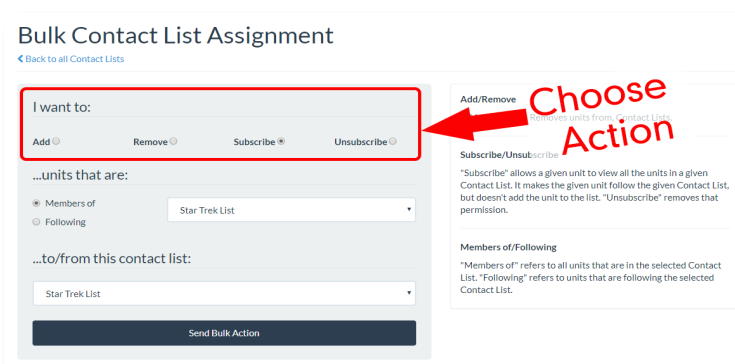 Bulk Contact List Assignment
Back to all Contact Lists
I want to:
Add
Remove
Subscribe
Unsubscribe
...units that are:
Members of
Following
Star Trek List
...to/from this contact list:
Star Trek List
Send Bulk Action
Choose
Action
Add/Remove
Removes units from, Contact Lists.
Subscribe/Unsubscribe
"Subscribe" allows a given unit to view all the units in a given
Contact List. It makes the given unit follow the given Contact List,
but doesn't add the unit to the list. "Unsubscribe" removes that
permission.
Members of/Following
"Members of" refers to all units that are in the selected Contact
List. "Following" refers to units that are following the selected
Contact List.